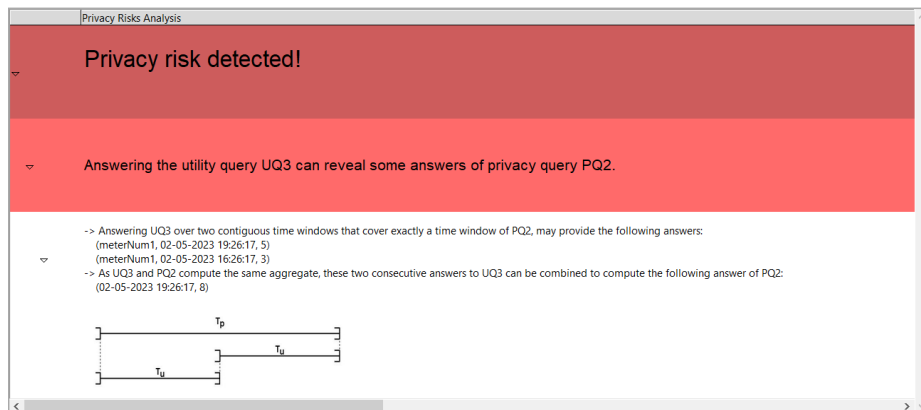 Privacy Risks Analysis
Privacy risk detected!
Answering the utility query UQ3 can reveal some answers of privacy query PQ2.
-> Answering UQ3 over two contiguous time windows that cover exactly a time window of PQ2, may provide the following answers:
(meterNum1, 02-05-2023 19:26:17, 5)
(meterNum1, 02-05-2023 16:26:17, 3)
-> As UQ3 and PQ2 compute the same aggregate, these two consecutive answers to UQ3 can be combined to compute the following answer of PQ2:
(02-05-2023 19:26:17, 8)
Tp
Tu
Tu